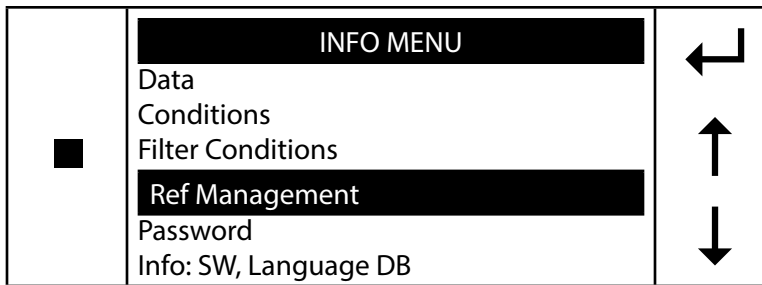 INFO MENU
Data
Conditions
Filter Conditions
Ref Management
Password
Info: SW, Language DB